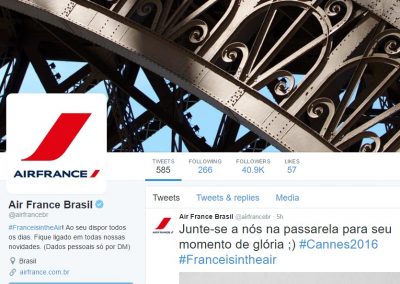 AIRFRANCE
TWEETS FOLLOWING FOLLOWERS LIKES
585 266 40.9K 57
Air France Brasil
@airfrancebr
#FranceisintheAir! Ao seu dispor todos
os dias. Fique ligado em todas nossas
novidades. (Dados pessoais só por DM)
Brasil
airfrance.com.br
Tweets Tweets & replies Media
Air France Brasil @airfrancebr · 5h
Junte-se a nós na passarela para seu
momento de glória ;) #Cannes2016
#Franceisintheair